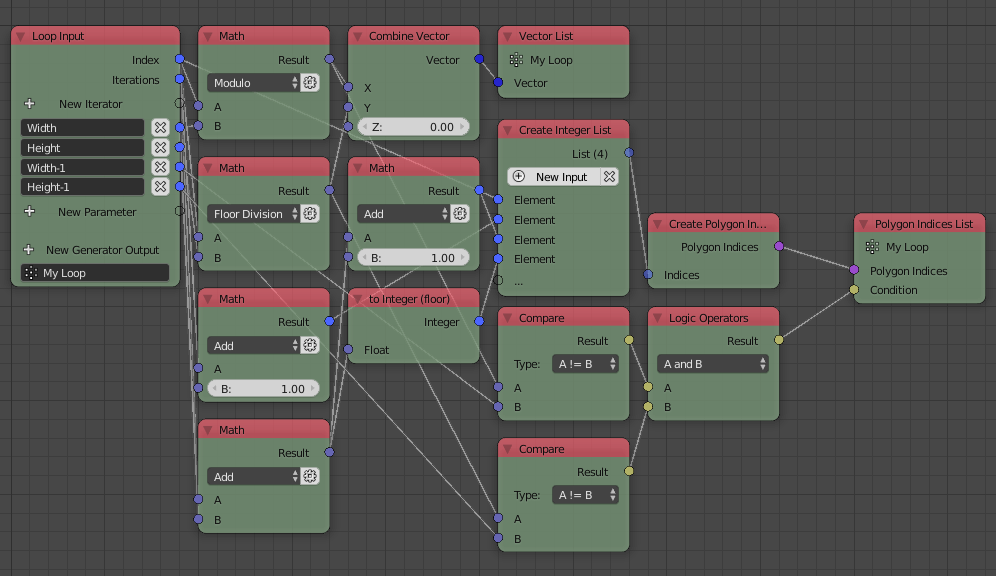 Loop Input
Index
Iterations
New Iterator
Width
Height
Width-1
Height-1
New Parameter
New Generator Output
My Loop
Math
Result
Modulo
A
B
Math
Result
Floor Division
A
B
Math
Result
Add
A
B: 1.00
Math
Result
Add
A
B
Combine Vector
Vector
X
Y
Z: 0.00
Math
Result
Add
A
B: 1.00
to Integer (floor)
Integer
Float
Vector List
My Loop
Vector
Create Integer List
List (4)
New Input
Element
Element
Element
Element
...
Compare
Result
Type: A != B
A
B
Compare
Result
Type: A != B
A
B
Create Polygon In...
Polygon Indices
Indices
Logic Operators
Result
A and B
A
B
Polygon Indices List
My Loop
Polygon Indices
Condition